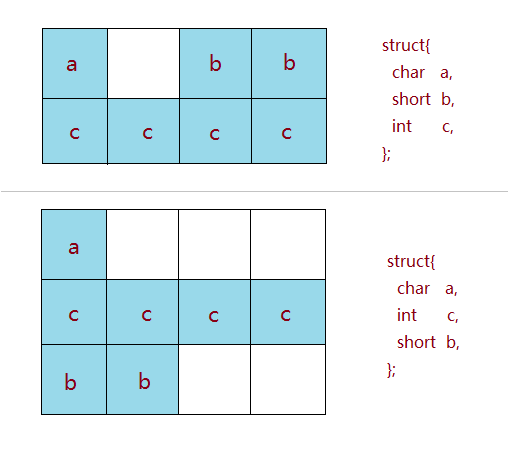 a b b
c c c c
struct{
char a,
short b,
int c,
};
a
c c c c
b b
struct{
char a,
int c,
short b,
};